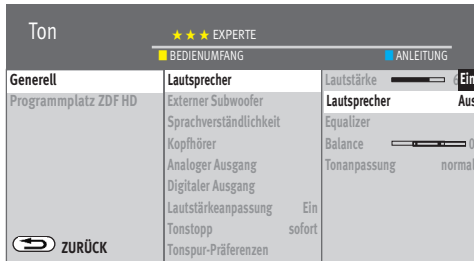 Ton
★ ★ ★ EXPERTE
BEDIENUMFANG
ANLEITUNG
Generell
Programmplatz ZDF HD
ZURÜCK
Lautsprecher
Externer Subwoofer
Sprachverständlichkeit
Kopfhörer
Analoger Ausgang
Digitaler Ausgang
Lautstärkeanpassung Ein
Tonstopp sofort
Tonspur-Präferenzen
Lautstärke Ein
Lautsprecher Aus
Equalizer
Balance 0
Tonanpassung normal